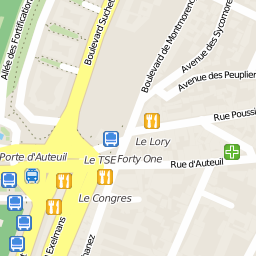 Allée des Fortifications
Boulevard Suchet
Boulevard de Montmorency
Avenue des Sycomores
Avenue des Peupliers
Rue Poussin
Le Lory
Porte d'Auteuil
Le TSE
Forty One
Rue d'Auteuil
Le Congres
Exelmans